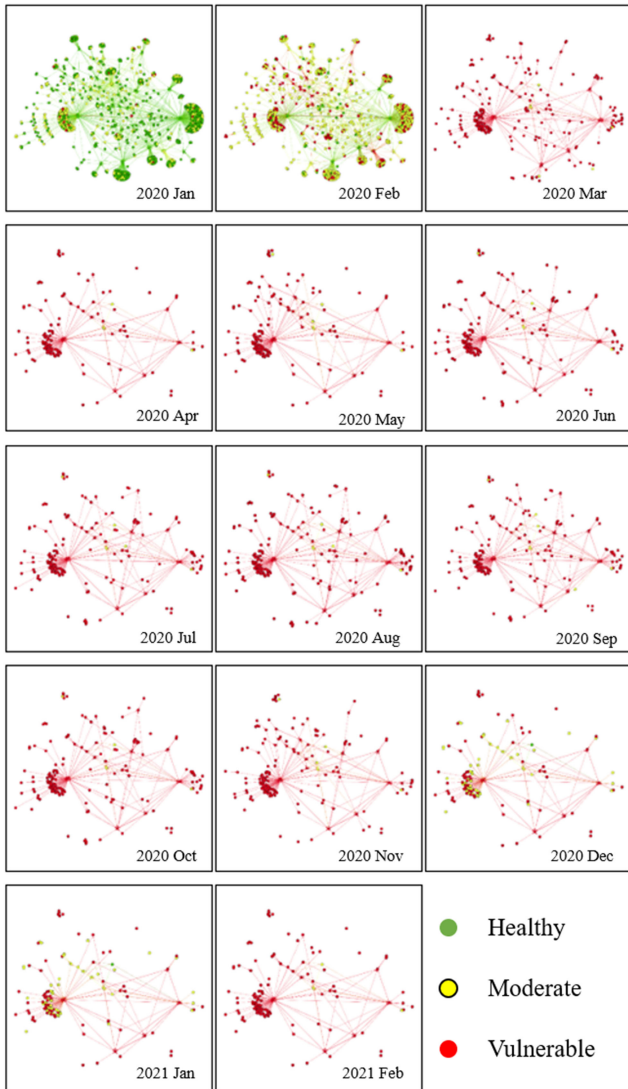 2020 Jan
2020 Feb
2020 Mar
2020 Apr
2020 May
2020 Jun
2020 Jul
2020 Aug
2020 Sep
2020 Oct
2020 Nov
2020 Dec
2021 Jan
2021 Feb
Healthy
Moderate
Vulnerable